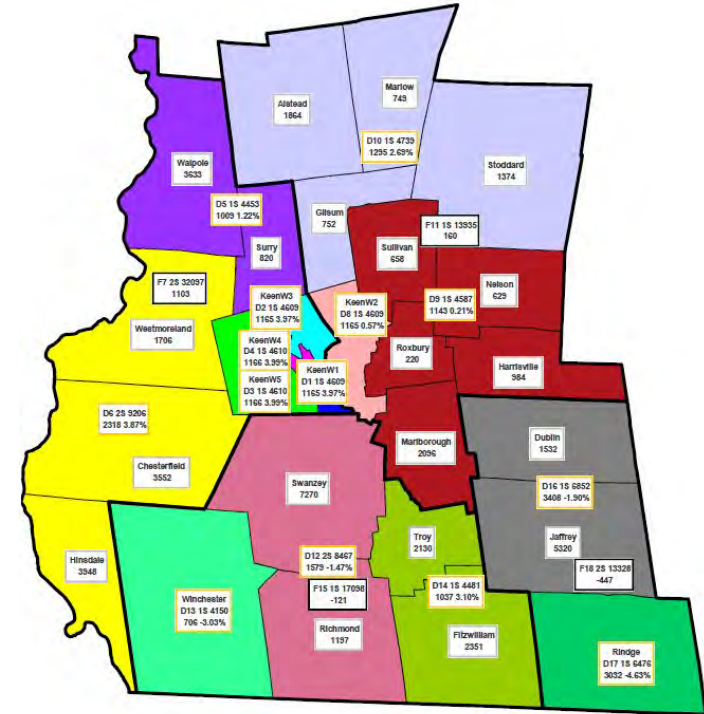 Alstead
1864
Marlow
743
D10 1S 4739
1295 2.69%
Stoddard
1374
Walpole
3633
D5 1S 4453
1009 1.22%
Gilsum
752
F11 1S 13935
160
Surry
820
Sullivan
658
F7 2S 32097
1103
Nelson
629
KeenW3
D2 1S 4609
1165 3.97%
KeenW2
D8 1S 4609
1165 0.57%
D9 1S 4587
1143 0.21%
Westmoreland
1706
KeenW4
D4 1S 4610
1166 3.99%
Roxbury
220
KeenW5
D3 1S 4610
1166 3.99%
KeenW1
D1 1S 4609
1165 3.97%
Harrisville
984
D6 2S 9206
2318 3.87%
Marlborough
2096
Dublin
1532
Chesterfield
3552
Swanzey
7270
D16 1S 6852
3408 -1.90%
Troy
2130
Jaffrey
5320
Hinsdale
3948
D12 2S 8467
1579 -1.47%
F18 2S 13328
-447
Winchester
D13 1S 4150
706 -3.03%
F15 1S 17098
-121
D14 1S 4481
1037 3.10%
Richmond
1197
Fitzwilliam
2351
Rindge
D17 1S 6476
3032 -4.63%